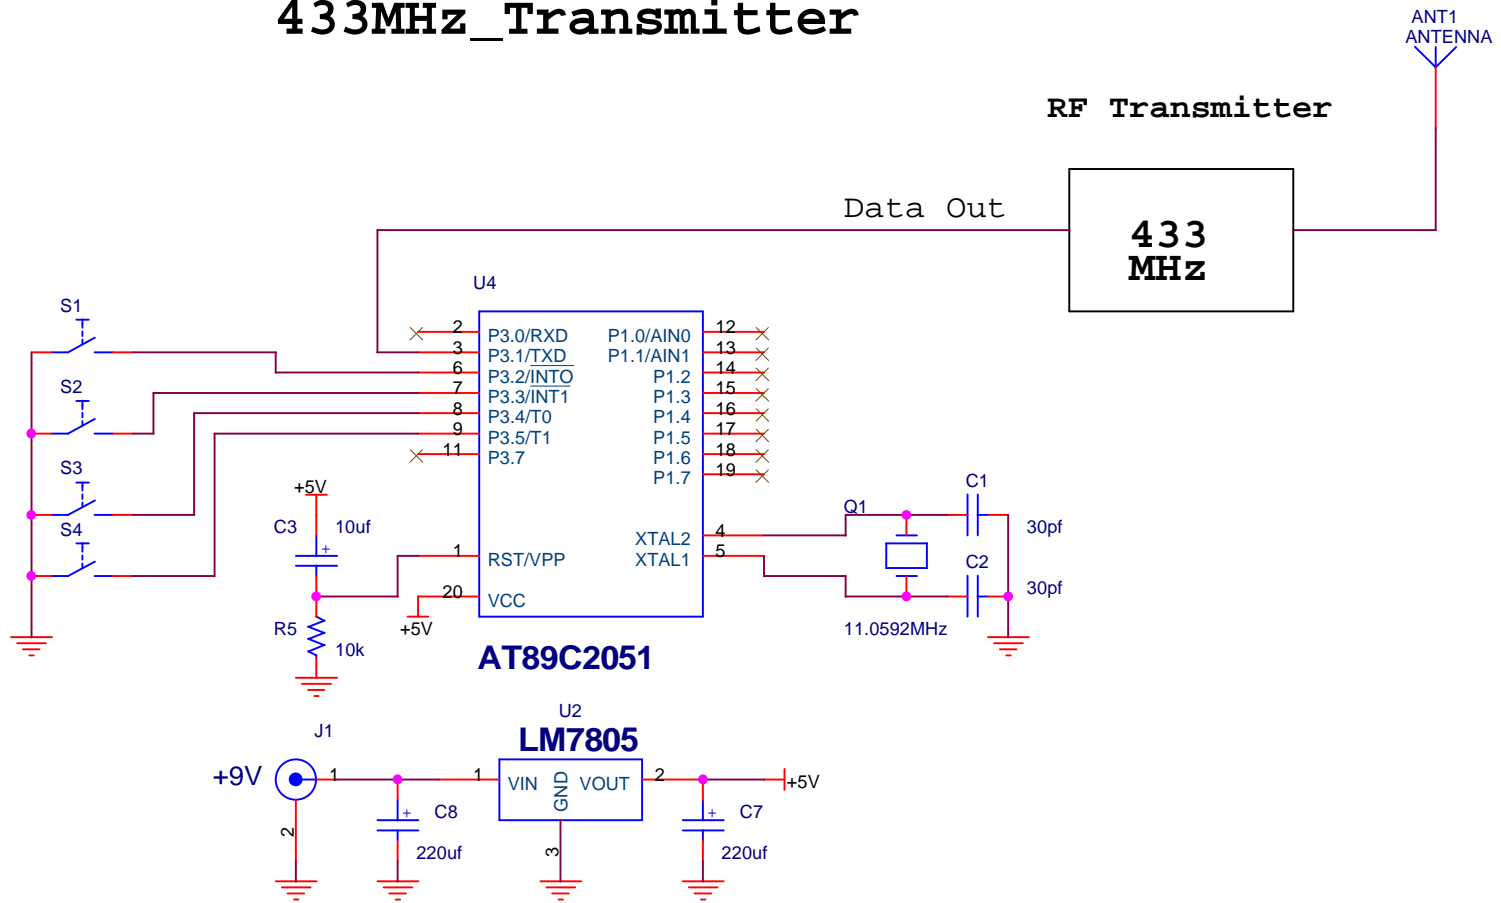 433MHz_Transmitter
ANT1
ANTENNA
RF Transmitter
Data Out
433
MHz
U4
S1
S2
S3
S4
2
3
6
7
8
9
11
P3.0/RXD
P3.1/TXD
P3.2/INTO
P3.3/INT1
P3.4/T0
P3.5/T1
P3.7
P1.0/AIN0
P1.1/AIN1
P1.2
P1.3
P1.4
P1.5
P1.6
P1.7
12
13
14
15
16
17
18
19
+5V
C3
10uf
1
RST/VPP
20
VCC
+5V
R5
10k
XTAL2
XTAL1
4
5
Q1
11.0592MHz
C1
30pf
C2
30pf
AT89C2051
J1
+9V
1
2
C8
220uf
U2
LM7805
1
VIN
GND
VOUT
2
3
C7
220uf
+5V